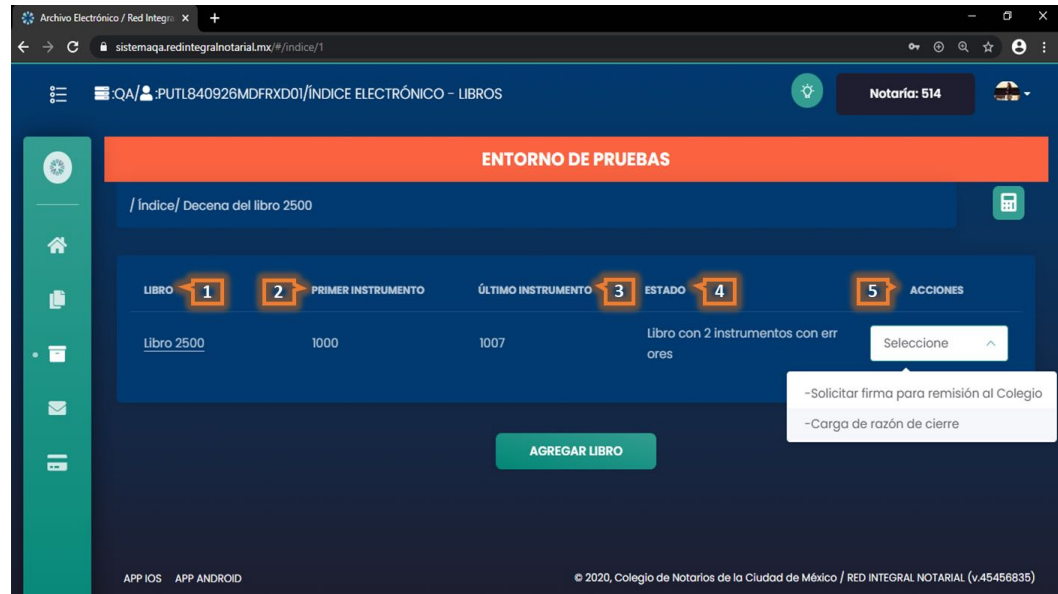 Archivo Electrónico / Red Integra
sistemaqa.redintegralnotarial.mx/#/indice/1
:QA/ :PUTL840926MDFRXD01/ÍNDICE ELECTRÓNICO - LIBROS
Notaría: 514
ENTORNO DE PRUEBAS
/ Índice/ Decena del libro 2500
LIBRO 1 2 PRIMER INSTRUMENTO ÚLTIMO INSTRUMENTO 3 ESTADO 4 5 ACCIONES
Libro 2500 1000 1007 Libro con 2 instrumentos con err
ores
Seleccione
-Solicitar firma para remisión al Colegio
-Carga de razón de cierre
AGREGAR LIBRO
APP IOS APP ANDROID © 2020, Colegio de Notarios de la Ciudad de México / RED INTEGRAL NOTARIAL (v.45456835)